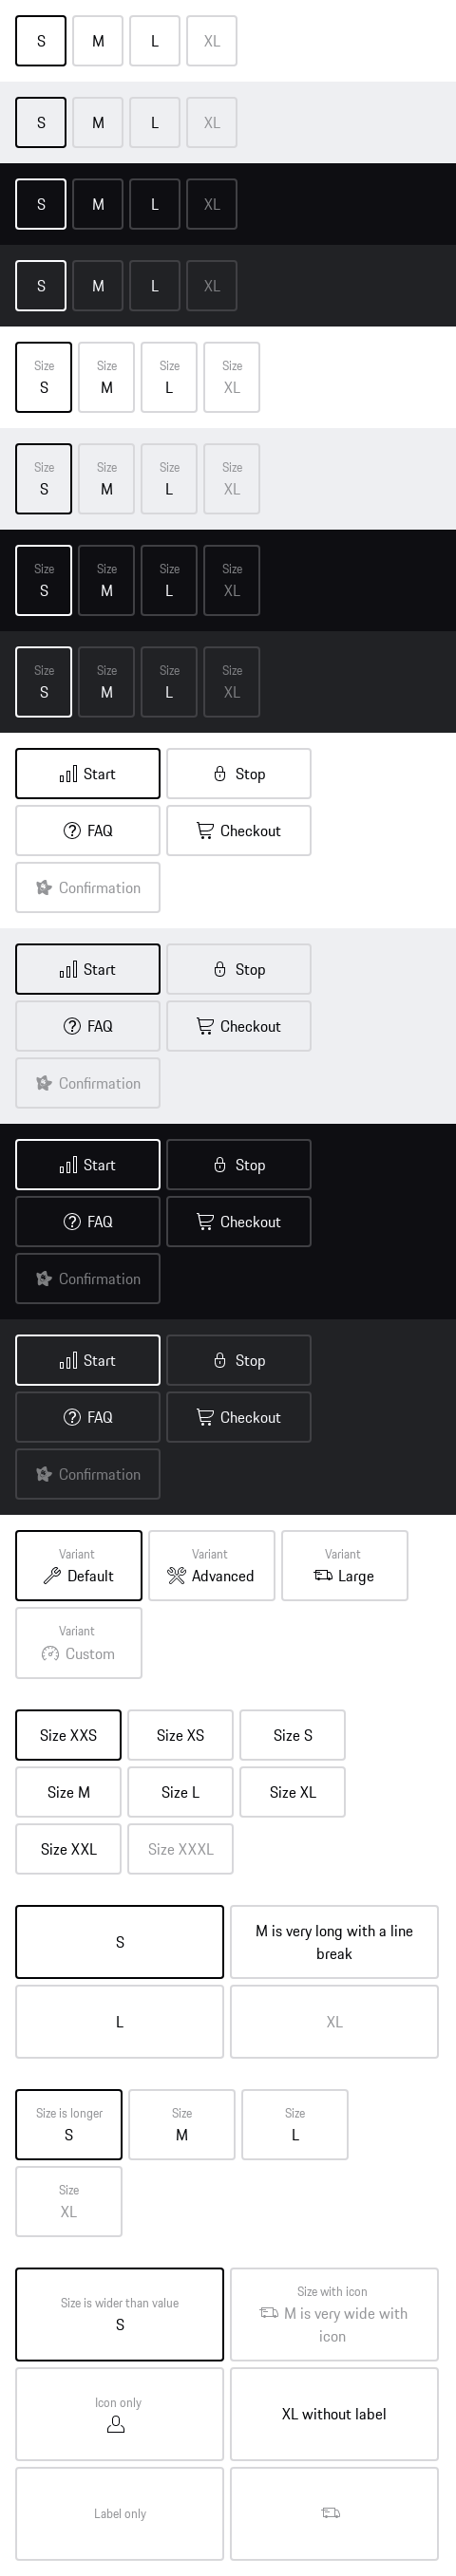 S M L XL
S M L XL
S M L XL
S M L XL
Size Size Size Size
S M L XL
Size Size Size Size
S M L XL
Size Size Size Size
S M L XL
Size Size Size Size
S M L XL
Start Stop
FAQ Checkout
Confirmation
Start Stop
FAQ Checkout
Confirmation
Start Stop
FAQ Checkout
Confirmation
Start Stop
FAQ Checkout
Confirmation
Variant Variant Variant
Default Advanced Large
Variant
Custom
Size XXS Size XS Size S
Size M Size L Size XL
Size XXL Size XXXL
S
M is very long with a line
break
L XL
Size is longer Size Size
S M L
Size
XL
Size is wider than value
S
Size with icon
M is very wide with
icon
Icon only
XL without label
Label only